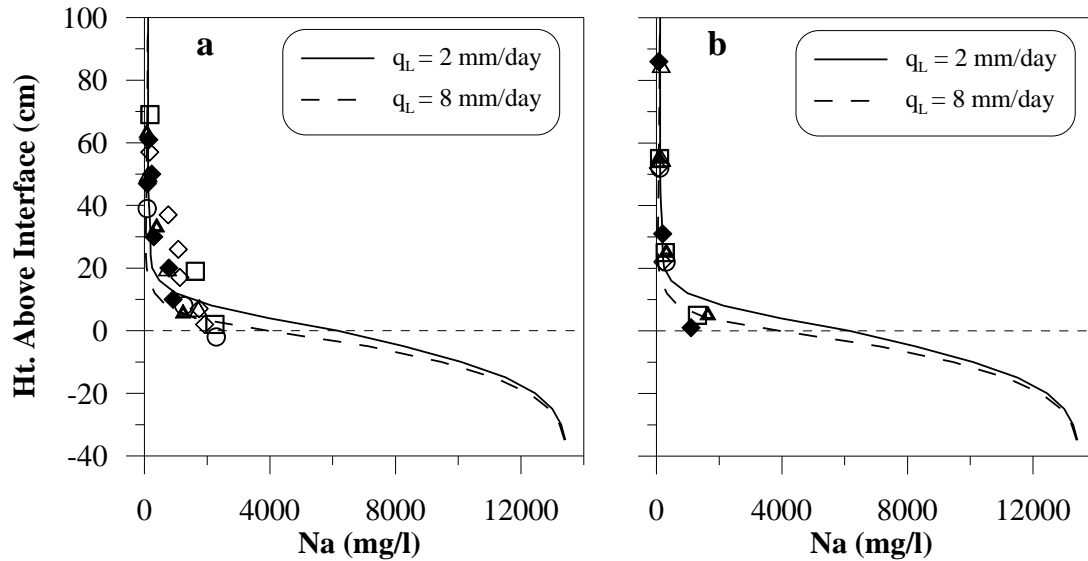 a
b
q_L = 2 mm/day
q_L = 8 mm/day
q_L = 2 mm/day
q_L = 8 mm/day
Ht. Above Interface (cm)
100
80
60
40
20
0
-20
-40
0 4000 8000 12000
0 4000 8000 12000
Na (mg/l)
Na (mg/l)